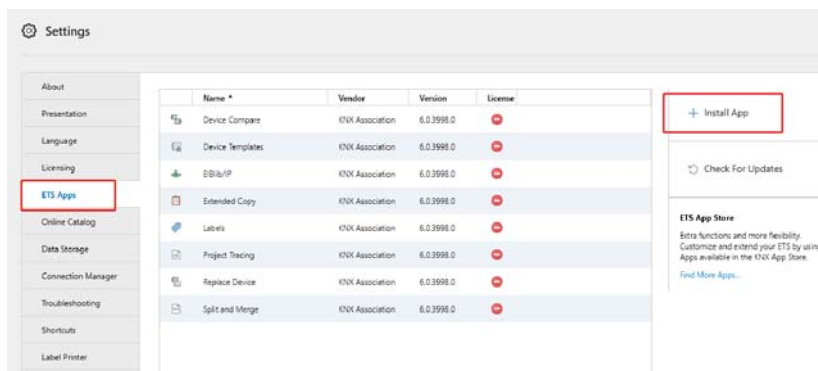 Settings
About
Presentation
Language
Licensing
ETS Apps
Online Catalog
Data Storage
Connection Manager
Troubleshooting
Shortcuts
Label Printer
Name Vendor Version License
Device Compare KNX Association 6.0.3998.0
Device Templates KNX Association 6.0.3998.0
EIBlib/IP KNX Association 6.0.3998.0
Extended Copy KNX Association 6.0.3998.0
Labels KNX Association 6.0.3998.0
Project Tracing KNX Association 6.0.3998.0
Replace Device KNX Association 6.0.3998.0
Split and Merge KNX Association 6.0.3998.0
+ Install App
Check For Updates
ETS App Store
Extra functions and more flexibility.
Customize and extend your ETS by using
Apps available in the KNX App Store.
Find More Apps...